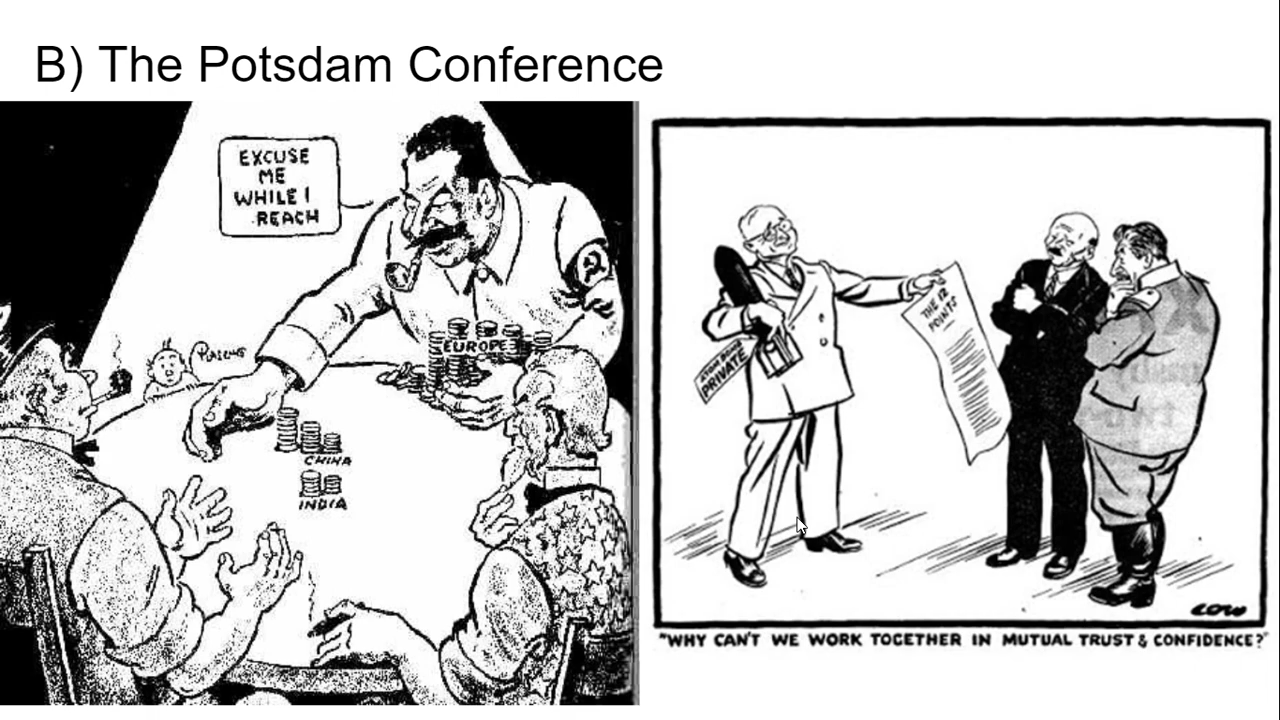 B) The Potsdam Conference
EXCUSE
ME
WHILE I
REACH
EUROPE
CHINA
INDIA
THE 12
POINTS
PRIVATE
LOW
"WHY CAN'T WE WORK TOGETHER IN MUTUAL TRUST & CONFIDENCE?"